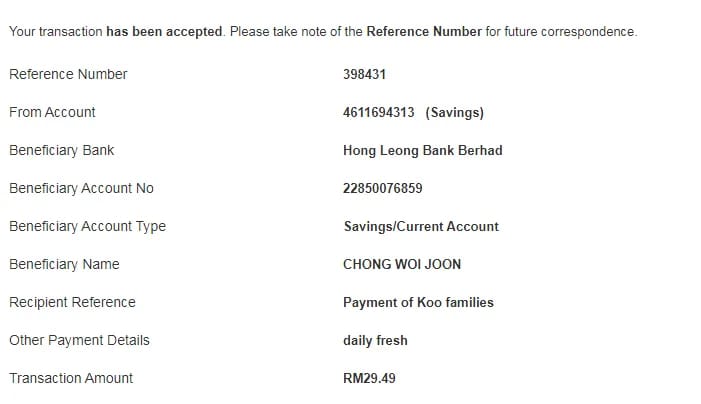 Your transaction has been accepted. Please take note of the Reference Number for future correspondence.
Reference Number 398431
From Account 4611694313 (Savings)
Beneficiary Bank Hong Leong Bank Berhad
Beneficiary Account No 22850076859
Beneficiary Account Type Savings/Current Account
Beneficiary Name CHONG WOI JOON
Recipient Reference Payment of Koo families
Other Payment Details daily fresh
Transaction Amount RM29.49